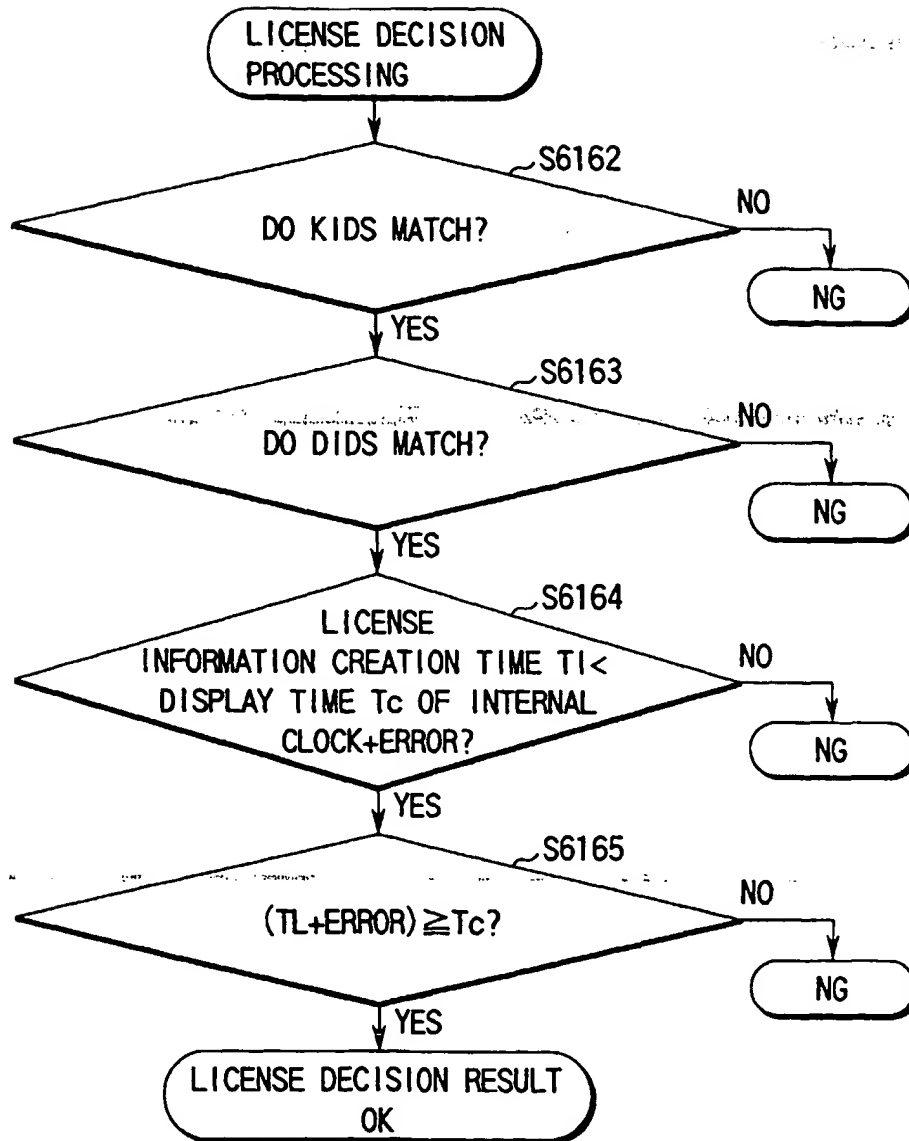 LICENSE DECISION
PROCESSING
S6162
DO KIDS MATCH?
NO
NG
YES
S6163
DO DIDS MATCH?
NO
NG
YES
S6164
LICENSE
INFORMATION CREATION TIME TI<
DISPLAY TIME Tc OF INTERNAL
CLOCK+ERROR?
NO
NG
YES
S6165
(TL+ERROR)≧Tc?
NO
NG
YES
LICENSE DECISION RESULT
OK